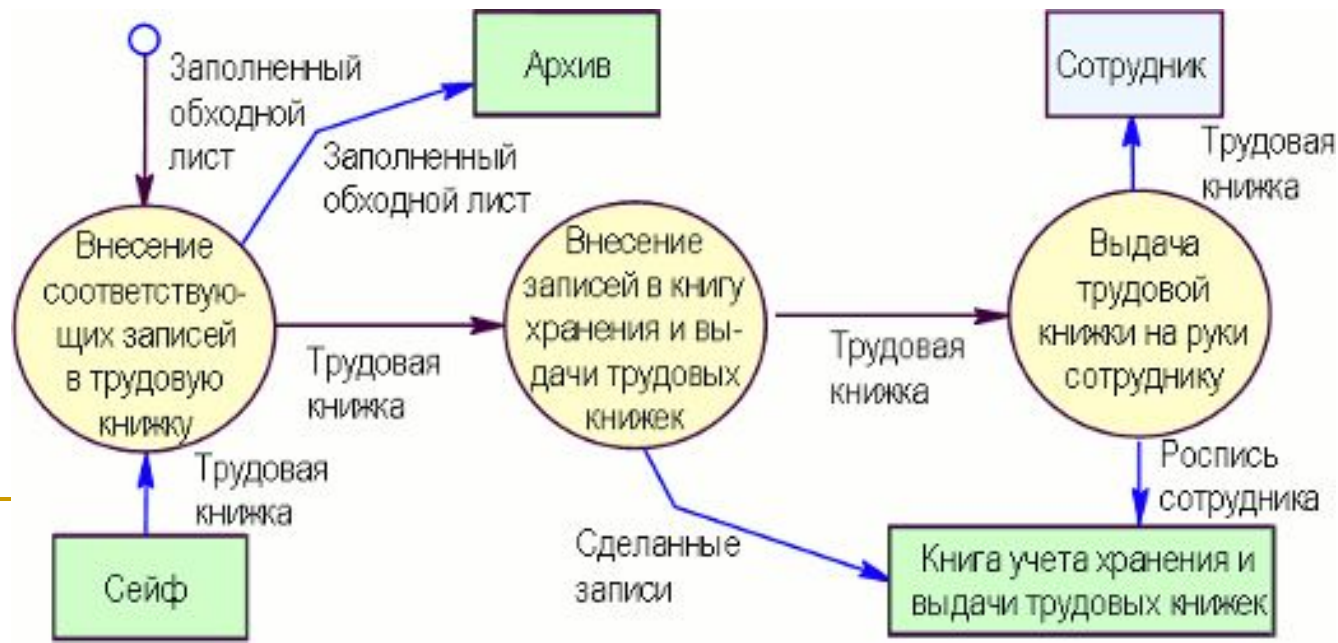 Заполненный
обходной
лист
Архив
Заполненный
обходной лист
Сотрудник
Трудовая
книжка
Внесение
соответствую-
щих записей
в трудовую
книжку
Трудовая
книжка
Внесение
записей в книгу
хранения и вы-
дачи трудовых
книжек
Трудовая
книжка
Выдача
трудовой
книжки на руки
сотруднику
Трудовая
книжка
Сейф
Сделанные
записи
Роспись
сотрудника
Книга учета хранения и
выдачи трудовых книжек